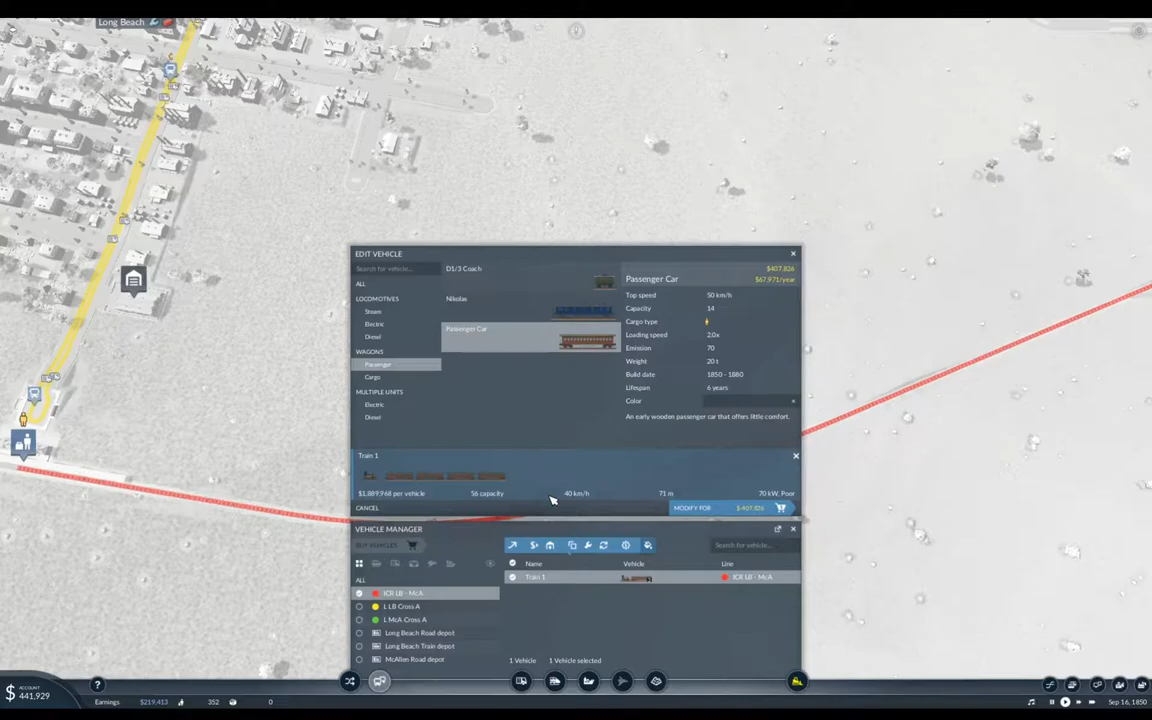 Long Beach
EDIT VEHICLE
Search for vehicle...
ALL
LOCOMOTIVES
Steam
Electric
Diesel
WAGONS
Passenger
Cargo
MULTIPLE UNITS
Electric
Diesel
D1/3 Coach
Nikolas
Passenger Car
Passenger Car
$407,826
$67,971/year
Top speed 50 km/h
Capacity 14
Cargo type
Loading speed 2.0x
Emission 70
Weight 20 t
Build date 1850 - 1880
Lifespan 6 years
Color
An early wooden passenger car that offers little comfort.
Train 1
$1,889,968 per vehicle 56 capacity 40 km/h 71 m 70 kW, Poor
CANCEL
MODIFY FOR $-407,826
VEHICLE MANAGER
BUY VEHICLES
Search for vehicle...
Name Vehicle Line
Train 1 ICR LB - McA
ALL
ICR LB - McA
L LB Cross A
L McA Cross A
Long Beach Road depot
Long Beach Train depot
McAllen Road depot
1 Vehicle 1 Vehicle selected
$ ACCOUNT
441,929
?
Earnings $219,413 352 0
Sep 16, 1850